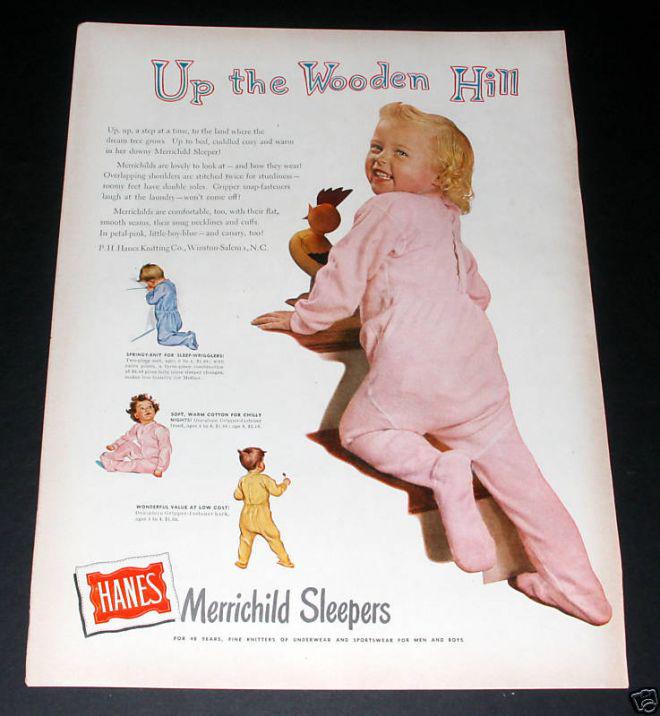 Up the Wooden Hill
Up, up, a step at a time, to the land where the
dream tree grows. Up to bed, cuddled cozy and warm
in her downy Merrichild Sleeper!
Merrichilds are lovely to look at — and how they wear!
Overlapping shoulders are stitched twice for sturdiness—
roomy feet have double soles. Gripper snap-fasteners
laugh at the laundry—won't come off!
Merrichilds are comfortable, too, with their flat,
smooth seams, their snug necklines and cuffs.
In petal-pink, little-boy-blue—and canary, too!
P. H. Hanes Knitting Co., Winston-Salem 1, N.C.
SPRINGY-KNIT FOR SLEEP-WRIGGLERS!
SOFT, WARM COTTON FOR CHILLY
NIGHTS!
WONDERFUL VALUE AT LOW COST!
HANES
Merrichild Sleepers
FOR 48 YEARS, FINE KNITTERS OF UNDERWEAR AND SPORTSWEAR FOR MEN AND BOYS